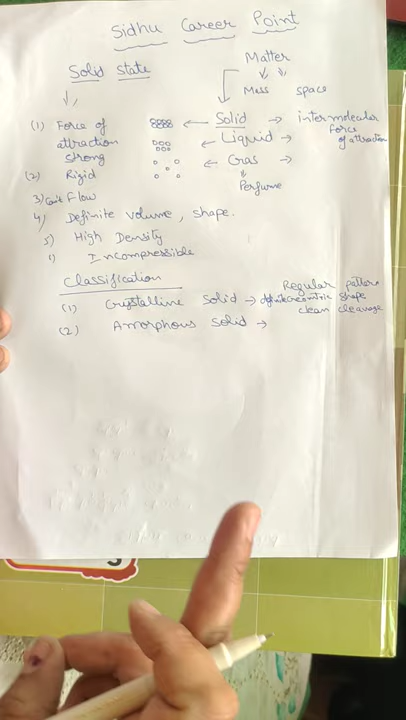 Sidhu Career Point
Matter
Solid State
Mass space
(1) Force of attraction strong
Solid → intermolecular Force of attraction
Liquid →
(2) Rigid
Gas →
Perfume
3) Can't Flow
4) Definite volume, shape.
5) High Density
Incompressible
Classification
(1) Crystalline Solid → Regular pattern
shape
clean cleavage
(2) Amorphous solid →